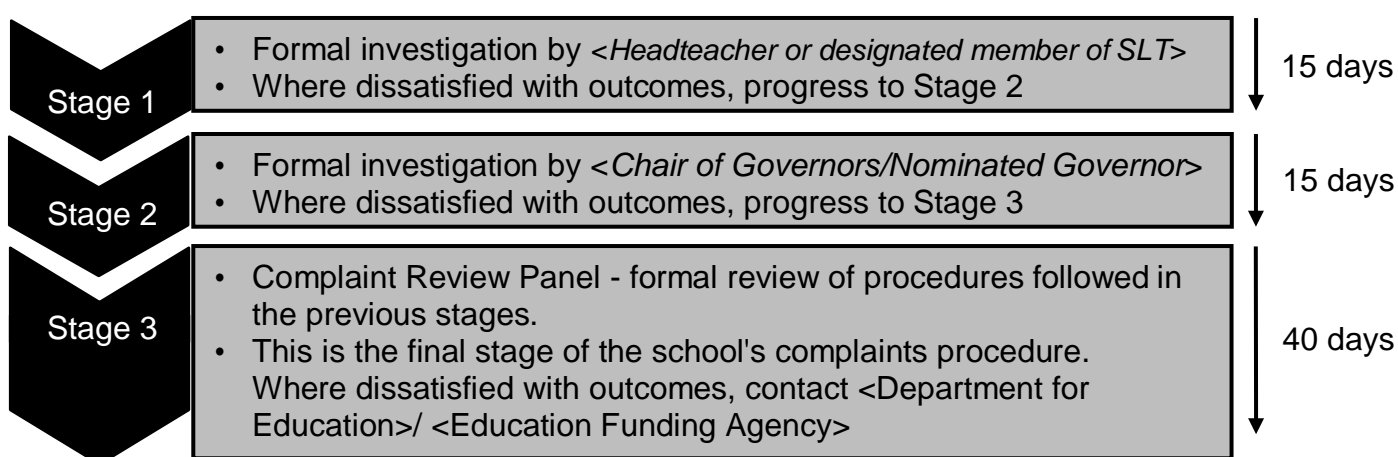 Stage 1
• Formal investigation by <Headteacher or designated member of SLT>
• Where dissatisfied with outcomes, progress to Stage 2
15 days
Stage 2
• Formal investigation by <Chair of Governors/Nominated Governor>
• Where dissatisfied with outcomes, progress to Stage 3
15 days
Stage 3
• Complaint Review Panel - formal review of procedures followed in
the previous stages.
• This is the final stage of the school's complaints procedure.
Where dissatisfied with outcomes, contact <Department for
Education>/ <Education Funding Agency>
40 days